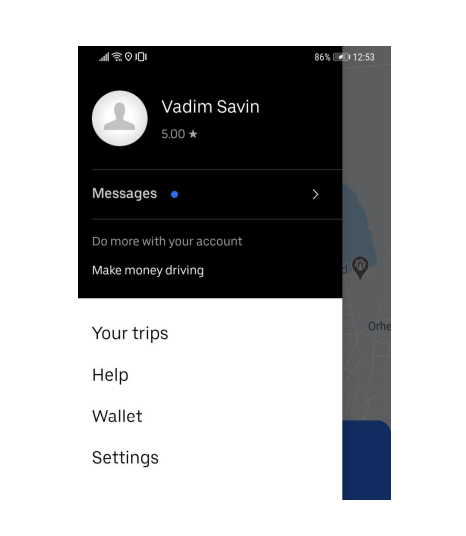 86% 12:53
Vadim Savin
5.00 ★
Messages
Do more with your account
Make money driving
d
Orhe
Your trips
Help
Wallet
Settings